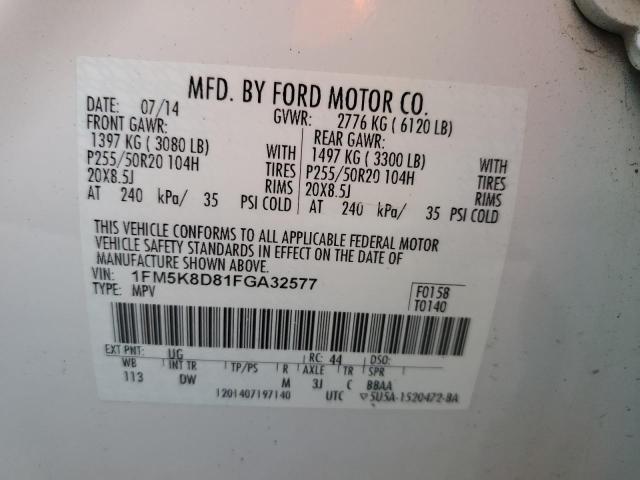 MFD. BY FORD MOTOR CO.
DATE: 07/14 GVWR: 2776 KG ( 6120 LB)
FRONT GAWR: REAR GAWR:
1397 KG ( 3080 LB) WITH 1497 KG ( 3300 LB) WITH
P255/50R20 104H TIRES P255/50R20 104H TIRES
20X8.5J RIMS 20X8.5J RIMS
AT 240 kPa/ 35 PSI COLD AT 240 kPa/ 35 PSI COLD
THIS VEHICLE CONFORMS TO ALL APPLICABLE FEDERAL MOTOR
VEHICLE SAFETY STANDARDS IN EFFECT ON THE DATE OF
MANUFACTURE SHOWN ABOVE.
VIN: 1FM5K8D81FGA32577
TYPE: MPV
F0158
T0140
EXT PNT: UG RC: 44 DSO:
WB INT TR TP/PS R AXLE TR SPR
113 DW M 3J C BBAA
1201407197140 UTC ▽5U5A-1520472-BA